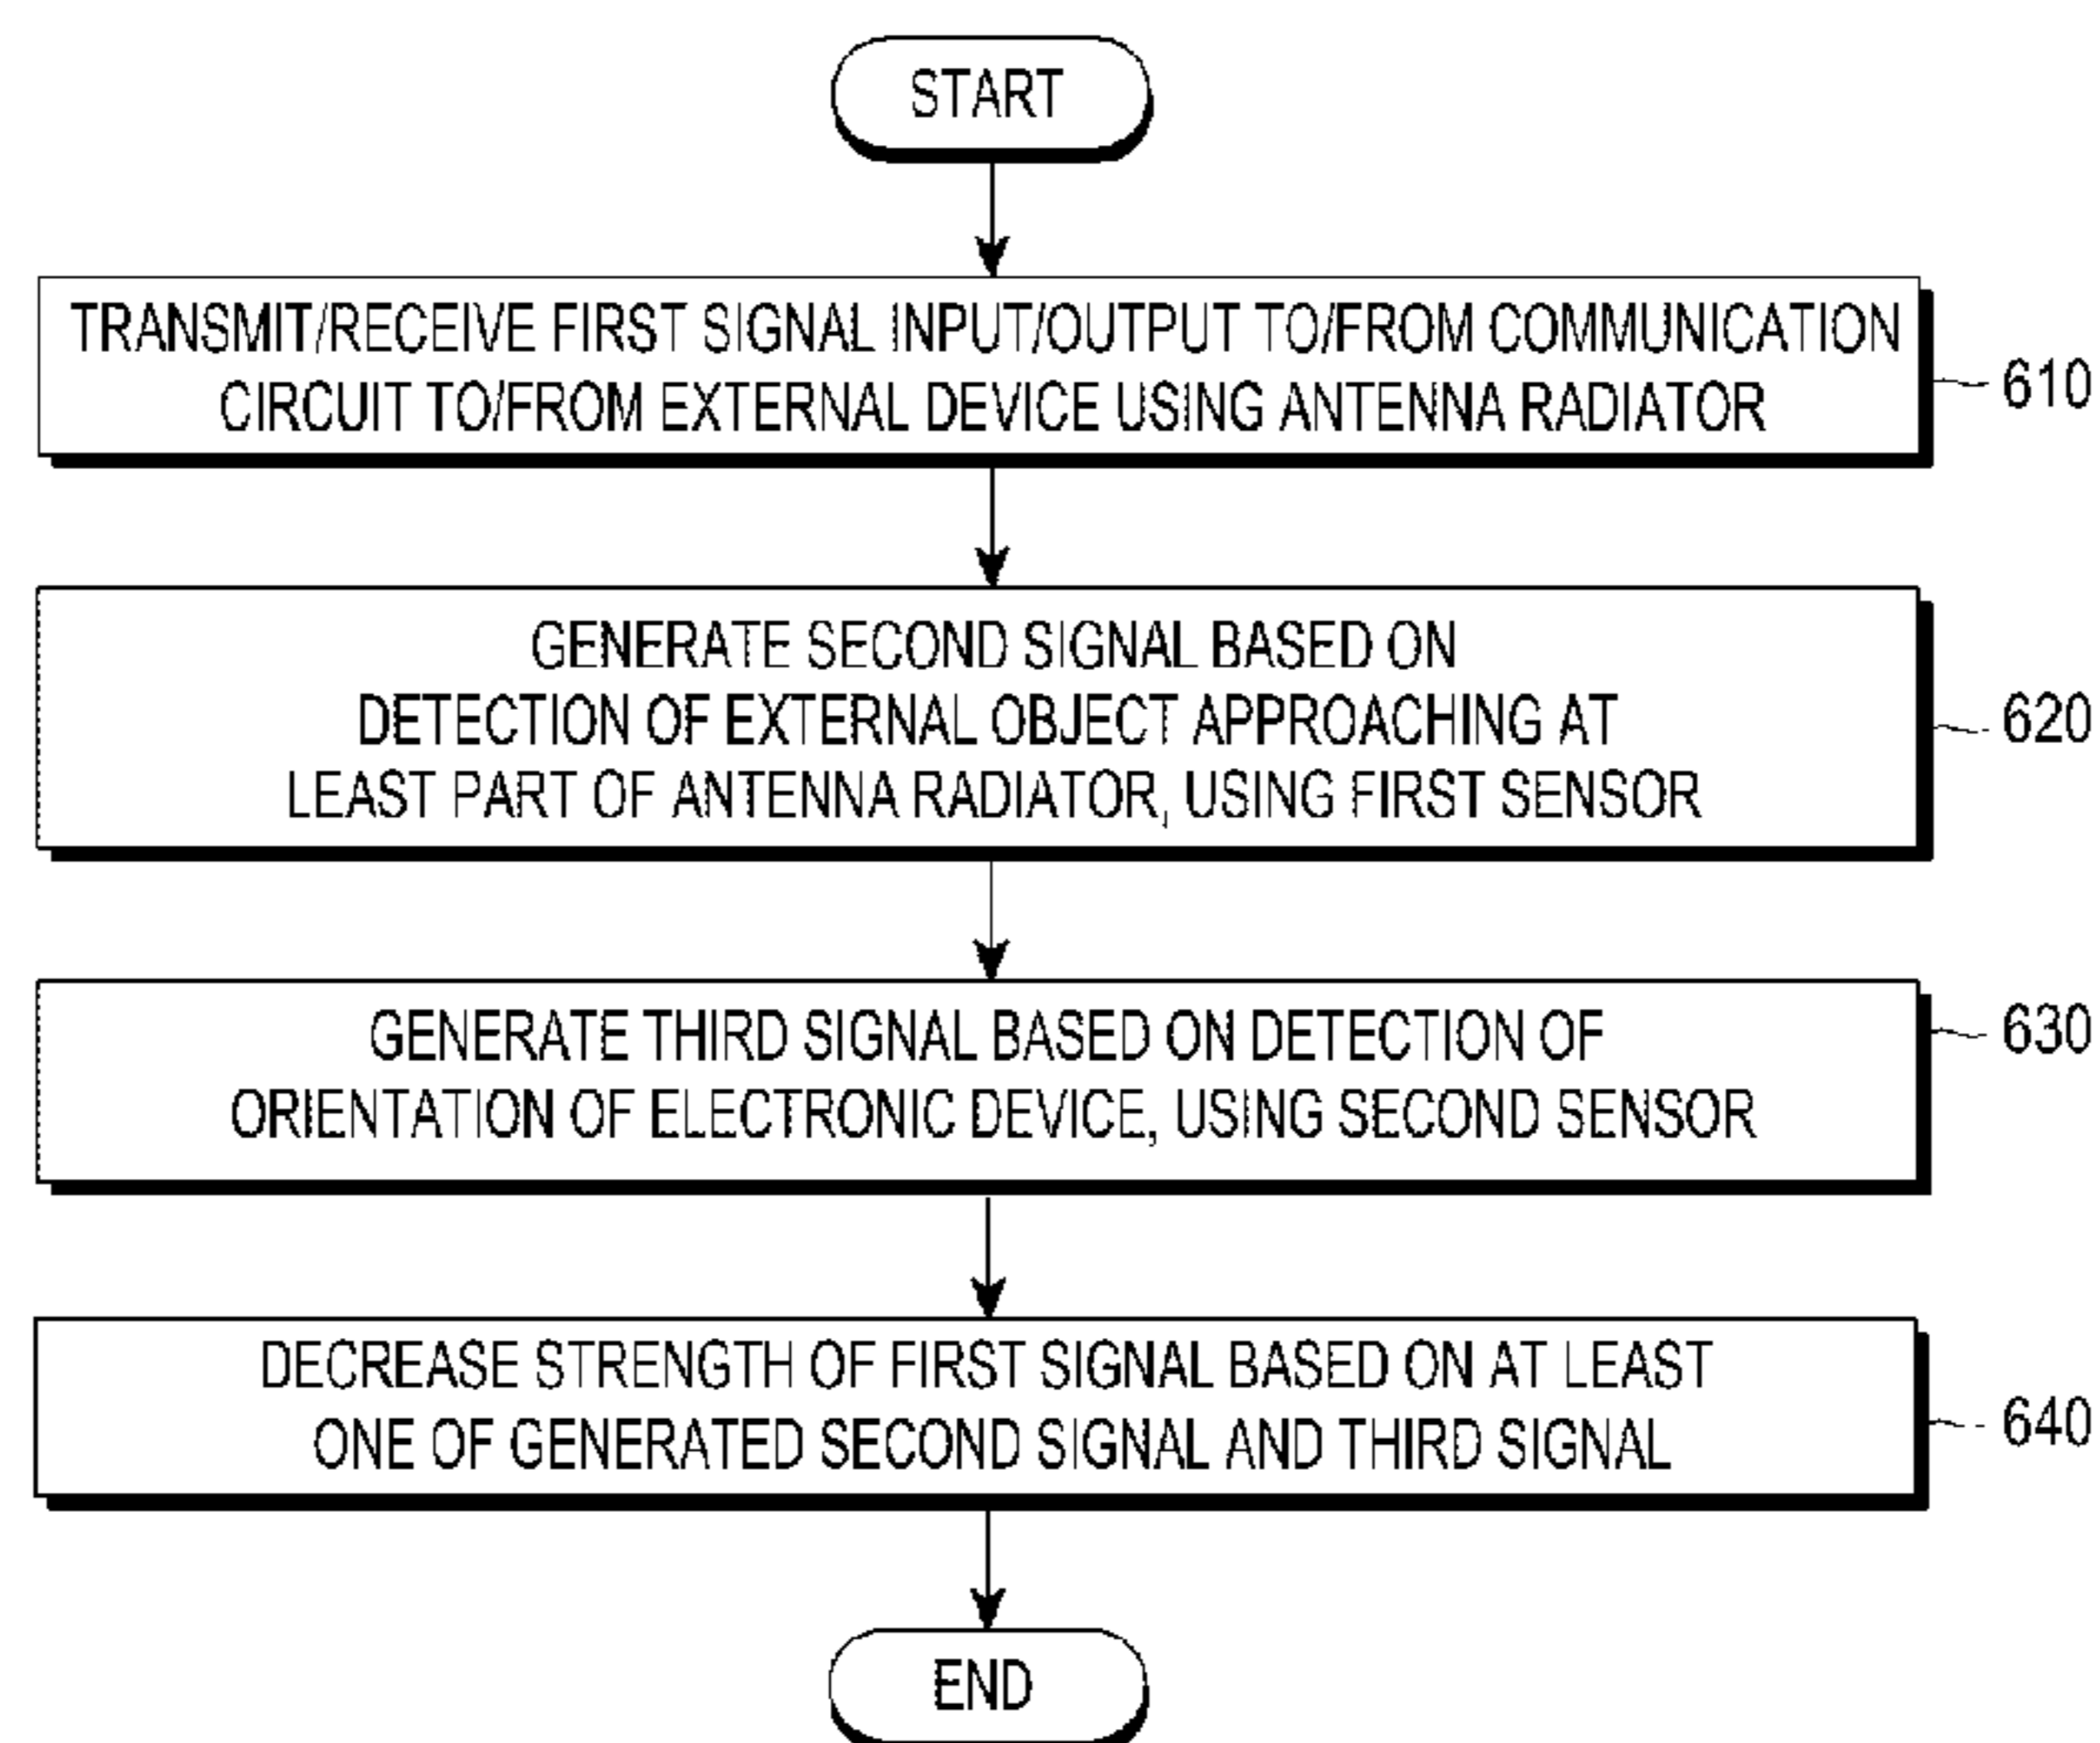 START
TRANSMIT/RECEIVE FIRST SIGNAL INPUT/OUTPUT TO/FROM COMMUNICATION
CIRCUIT TO/FROM EXTERNAL DEVICE USING ANTENNA RADIATOR
610
GENERATE SECOND SIGNAL BASED ON
DETECTION OF EXTERNAL OBJECT APPROACHING AT
LEAST PART OF ANTENNA RADIATOR, USING FIRST SENSOR
620
GENERATE THIRD SIGNAL BASED ON DETECTION OF
ORIENTATION OF ELECTRONIC DEVICE, USING SECOND SENSOR
630
DECREASE STRENGTH OF FIRST SIGNAL BASED ON AT LEAST
ONE OF GENERATED SECOND SIGNAL AND THIRD SIGNAL
640
END